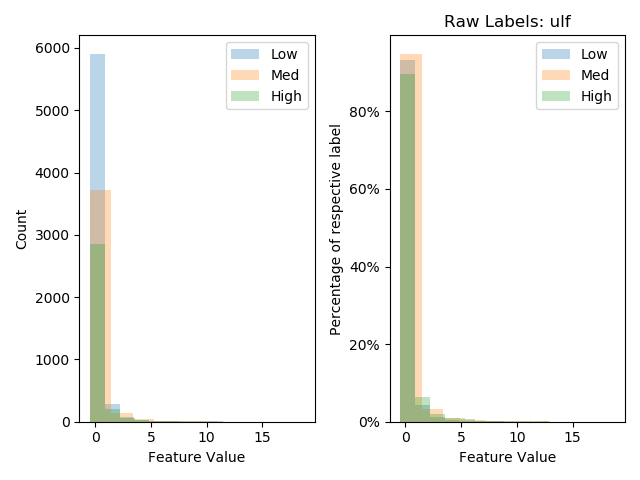 Raw Labels: ulf
6000
5000
4000
3000
2000
1000
0
Count
0
5
10
15
Feature Value
Low
Med
High
80%
60%
40%
20%
0%
Percentage of respective label
0
5
10
15
Feature Value
Low
Med
High